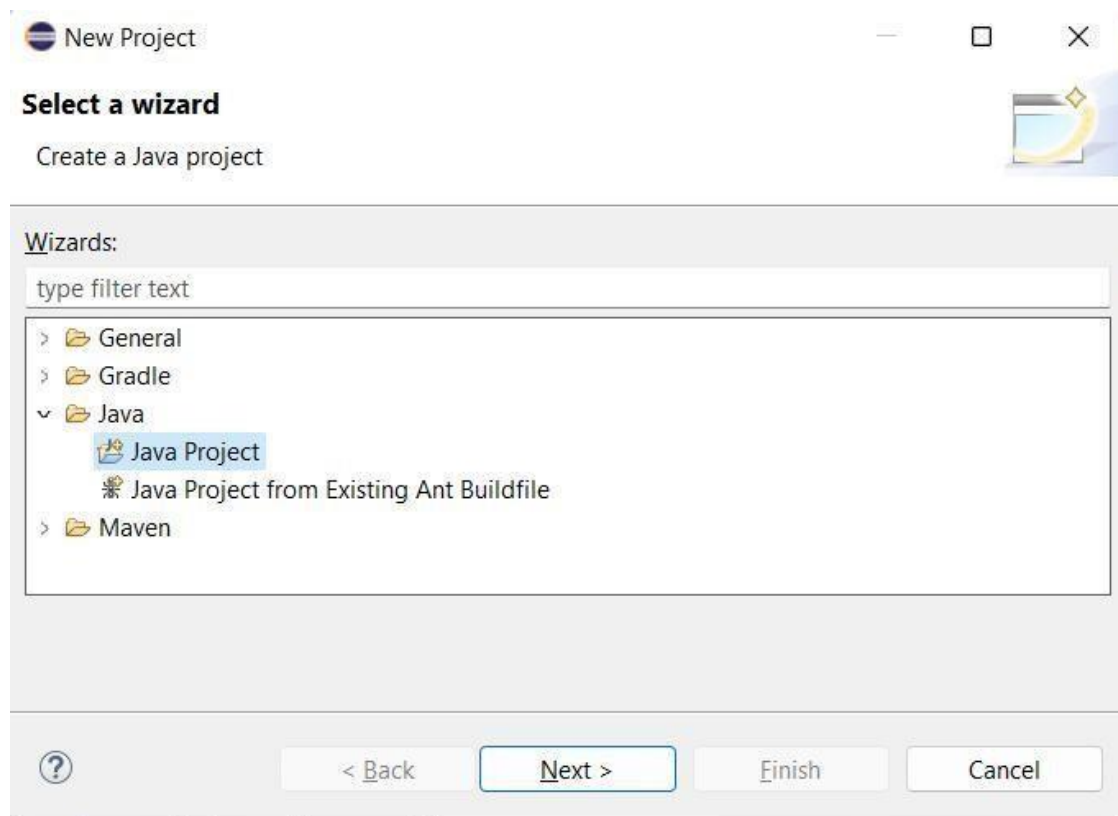 New Project
Select a wizard
Create a Java project
Wizards:
type filter text
General
Gradle
Java
Java Project
Java Project from Existing Ant Buildfile
Maven
?
< Back
Next >
Finish
Cancel